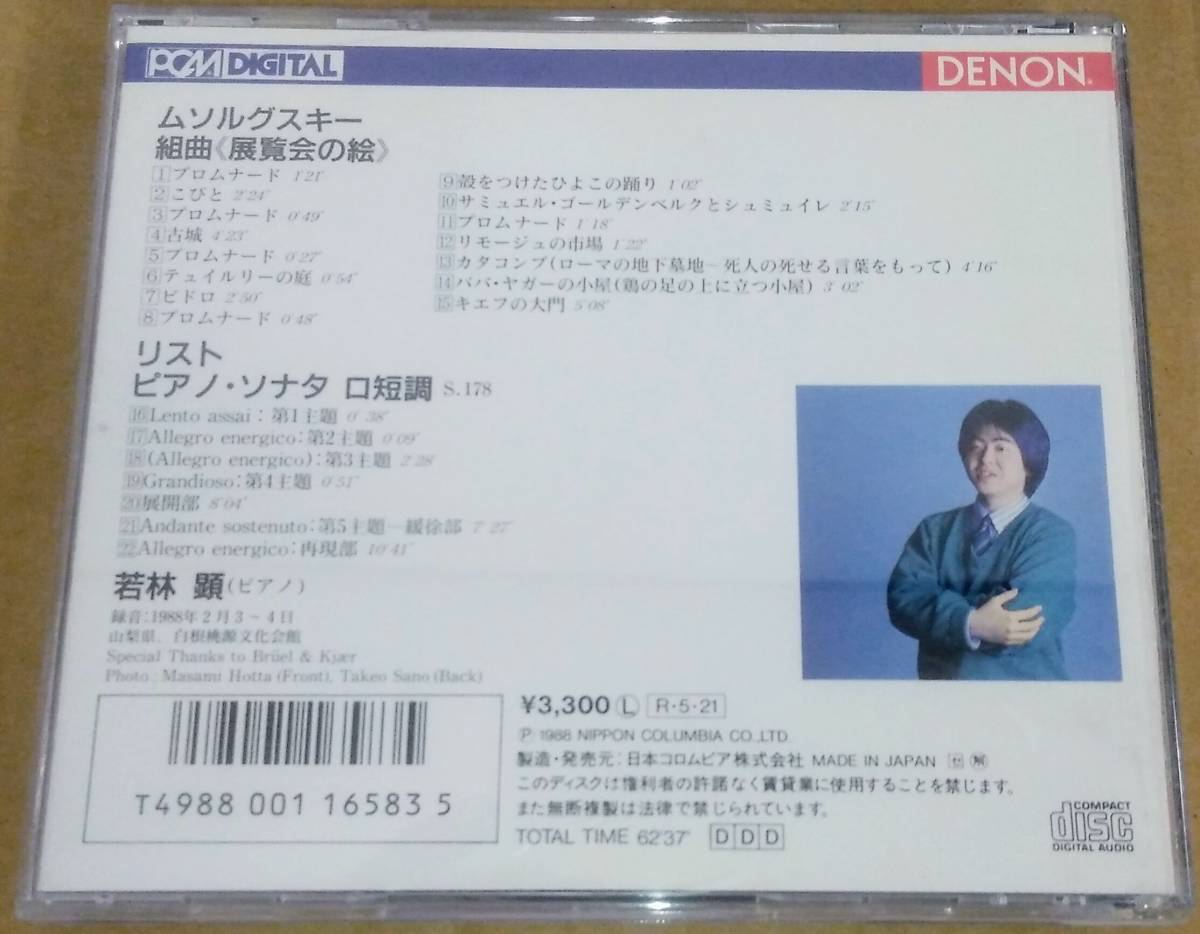 PCM DIGITAL
DENON
ムソルグスキー
組曲《展覧会の絵》
1 プロムナード 1'21"
2 こびと 2'24"
3 プロムナード 0'49"
4 古城 4'23"
5 プロムナード 0'27"
6 テュイルリーの庭 0'54"
7 ビドロ 2'50"
8 プロムナード 0'48"
9 殻をつけたひよこの踊り 1'02"
10 サミュエル・ゴールデンベルクとシュミュイレ 2'15"
11 プロムナード 1'18"
12 リモージュの市場 1'22"
13 カタコンブ(ローマの地下墓地–死人の死せる言葉をもって) 4'16"
14 ババ・ヤガーの小屋(鶏の足の上に立つ小屋) 3'02"
15 キエフの大門 5'08"
リスト
ピアノ・ソナタ ロ短調 S.178
16 Lento assai : 第1主題 0'38"
17 Allegro energico : 第2主題 0'09"
18 (Allegro energico) : 第3主題 2'28"
19 Grandioso : 第4主題 0'51"
20 展開部 8'04"
21 Andante sostenuto : 第5主題—緩徐部 7'27"
22 Allegro energico : 再現部 10'41"
若林 顕(ピアノ)
録音:1988年2月3~4日
山梨県、白根桃源文化会館
Special Thanks to Brüel & Kjær
Photo : Masami Hotta (Front), Takeo Sano (Back)
T4988 001 16583 5
¥3,300 Ⓛ R・5・21
Ⓟ 1988 NIPPON COLUMBIA CO., LTD.
製造・発売元:日本コロムビア株式会社 MADE IN JAPAN
このディスクは権利者の許諾なく賃貸業に使用することを禁じます。
また無断複製は法律で禁じられています。
TOTAL TIME 62'37" D D D
COMPACT
disc
DIGITAL AUDIO